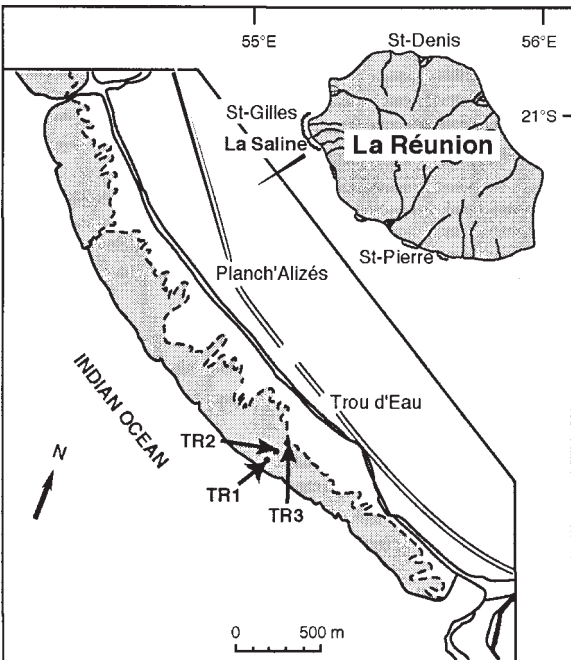 55°E
56°E
St-Denis
St-Gilles
21°S
La Saline
La Réunion
St-Pierre
Planch'Alizés
Trou d'Eau
INDIAN OCEAN
N
TR2
TR1
TR3
0 500 m